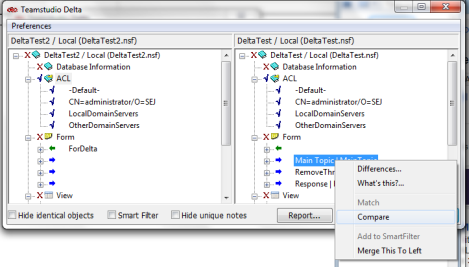 Teamstudio Delta
Preferences
DeltaTest2 / Local (DeltaTest2.nsf)
DeltaTest / Local (DeltaTest.nsf)
DeltaTest2 / Local (DeltaTest2.nsf)
Database Information
ACL
-Default-
CN=administrator/O=SEJ
LocalDomainServers
OtherDomainServers
Form
ForDelta
View
DeltaTest / Local (DeltaTest.nsf)
Database Information
ACL
-Default-
CN=administrator/O=SEJ
LocalDomainServers
OtherDomainServers
Form
Main Topic | MainTopic
RemoveThr
Response |
View
Differences...
What's this?...
Match
Compare
Add to SmartFilter
Merge This To Left
Hide identical objects
Smart Filter
Hide unique notes
Report...